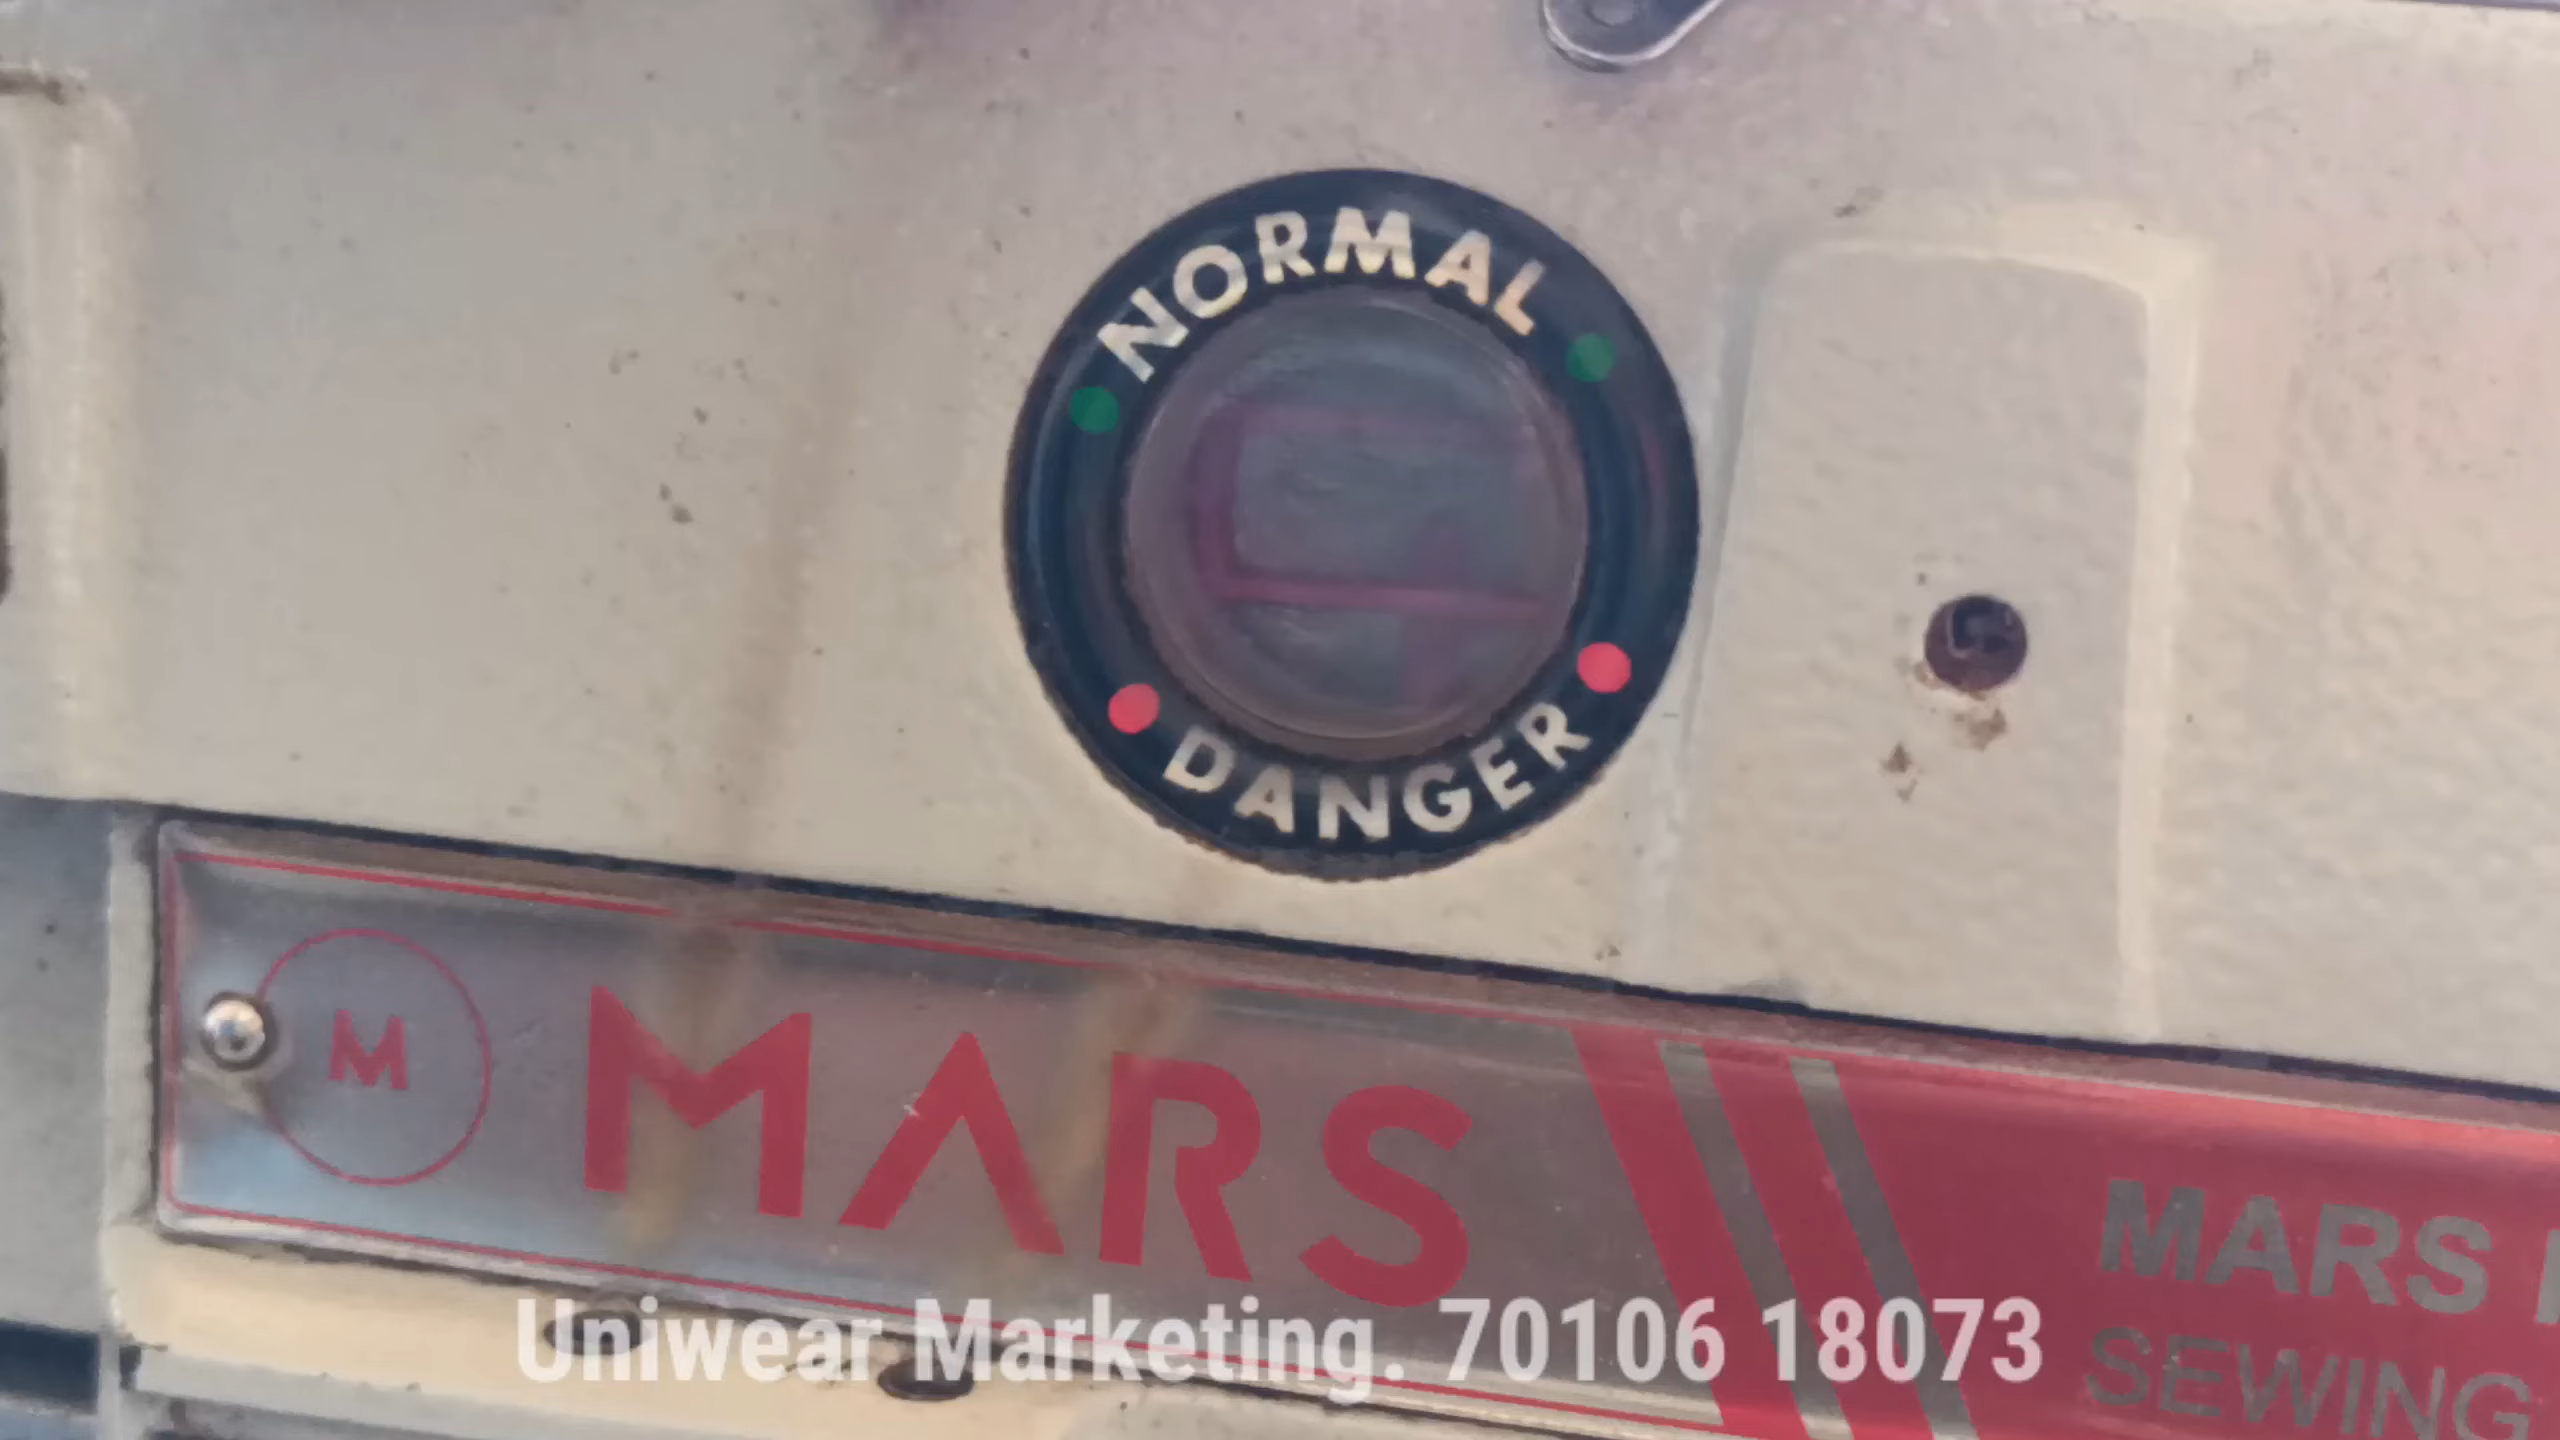 NORMAL
DANGER
M
MARS
MARS
SEWING
Uniwear Marketing. 70106 18073